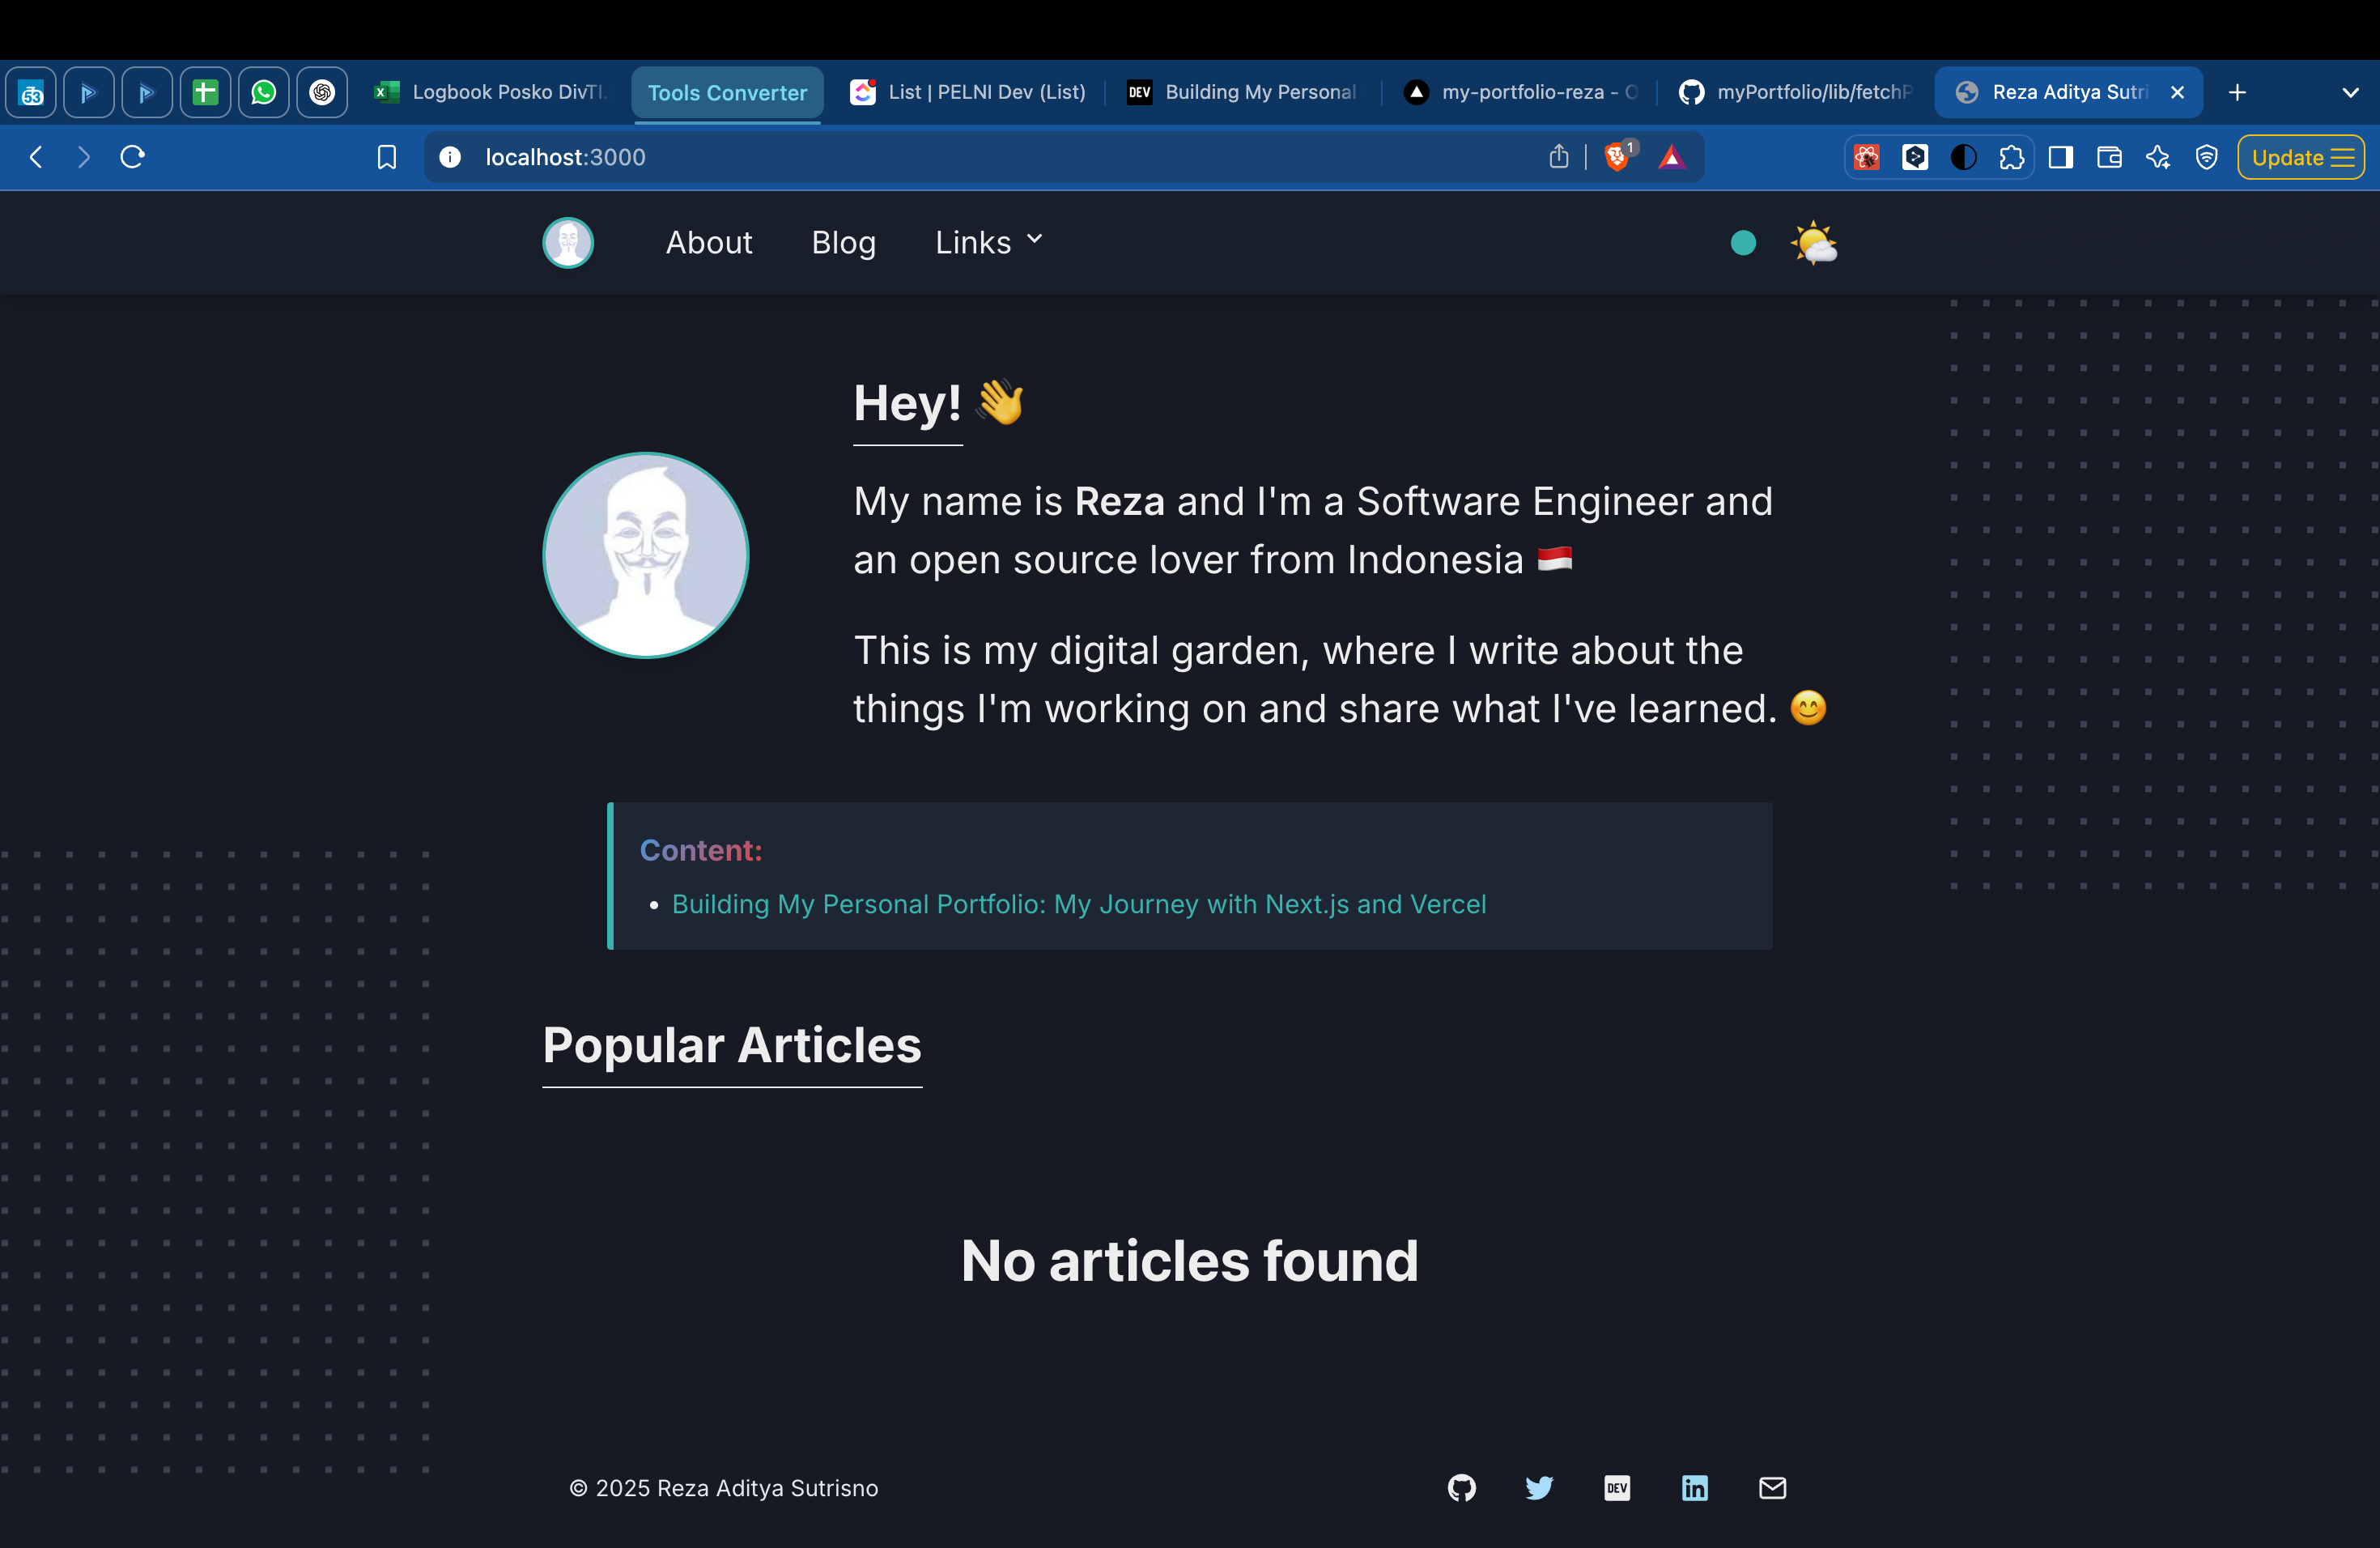 53
Logbook Posko DivTI.
Tools Converter
List | PELNI Dev (List)
DEV
Building My Personal
my-portfolio-reza - O
myPortfolio/lib/fetchP
Reza Aditya Sutri
localhost:3000
1
Update
About
Blog
Links
Hey! 👋
My name is Reza and I'm a Software Engineer and
an open source lover from Indonesia 🇮🇩
This is my digital garden, where I write about the
things I'm working on and share what I've learned. 😊
Content:
• Building My Personal Portfolio: My Journey with Next.js and Vercel
Popular Articles
No articles found
© 2025 Reza Aditya Sutrisno
DEV
in